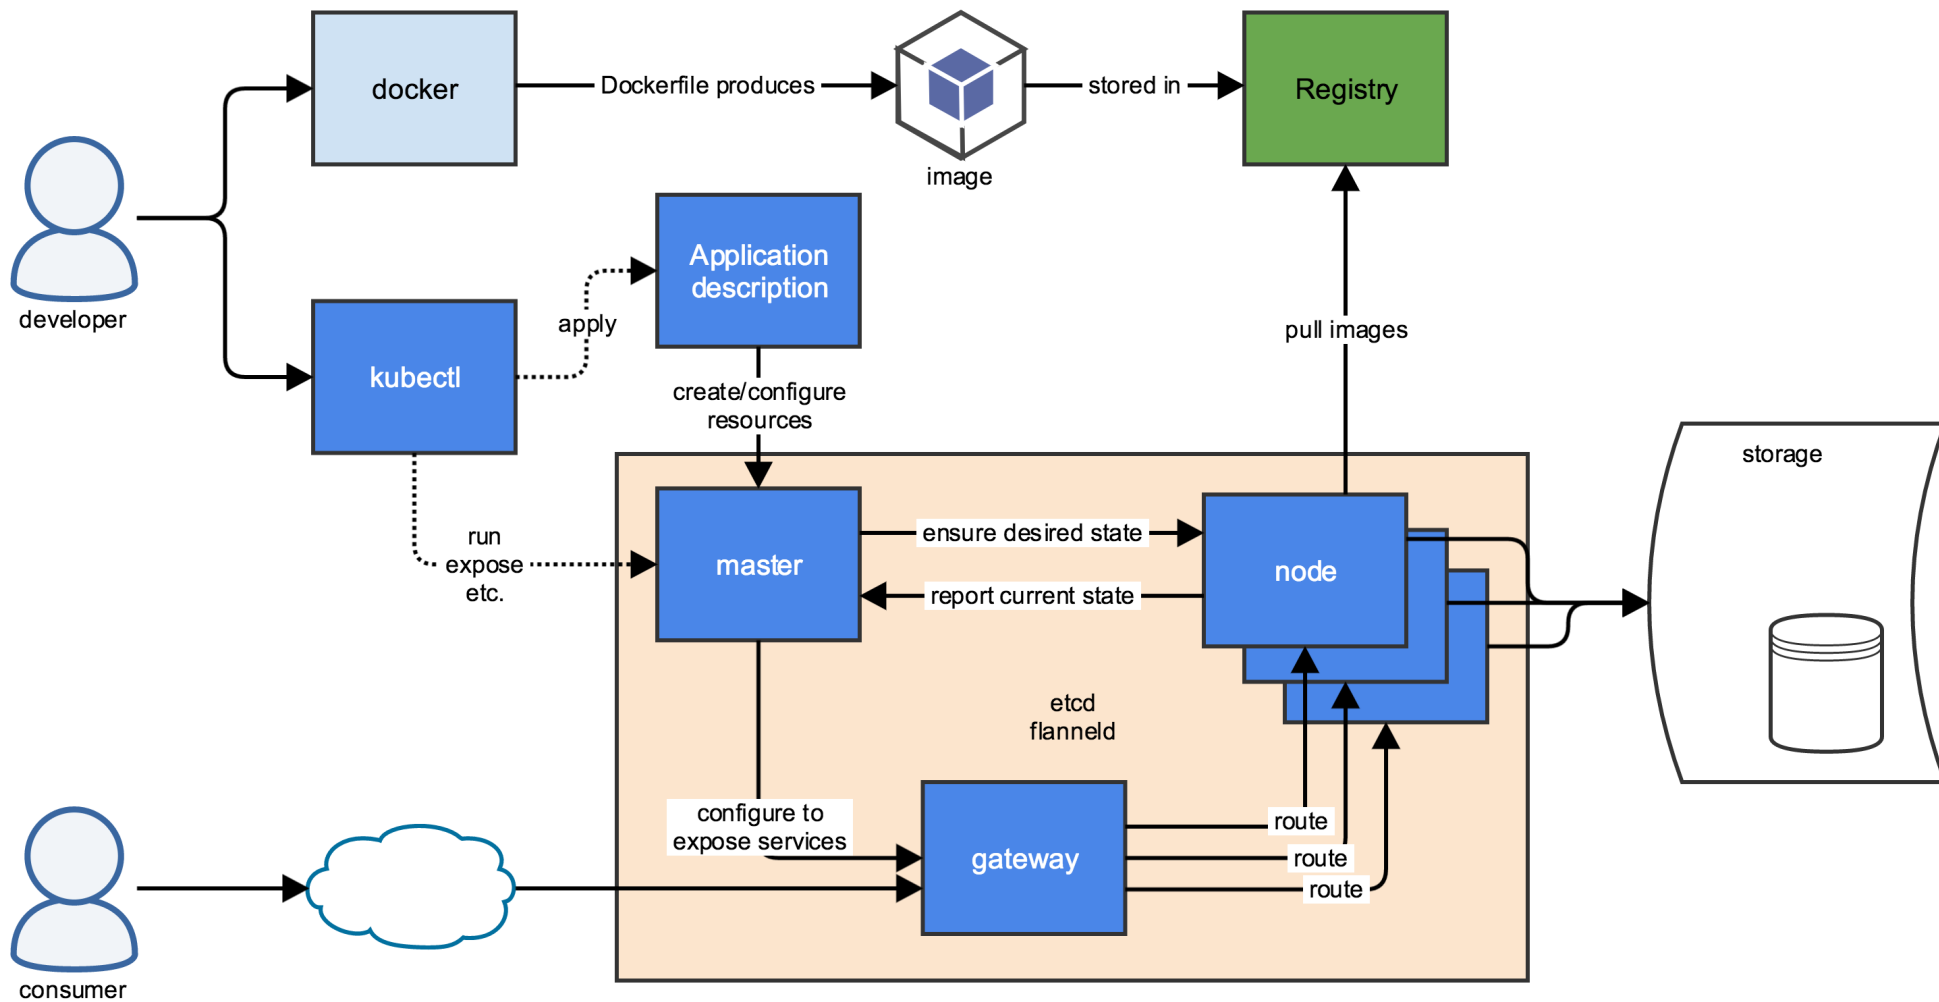 docker
Dockerfile produces
image
stored in
Registry
developer
kubectl
apply
Application
description
create/configure
resources
pull images
run
expose
etc.
master
ensure desired state
report current state
node
storage
etcd
flanneld
configure to
expose services
gateway
route
route
route
consumer